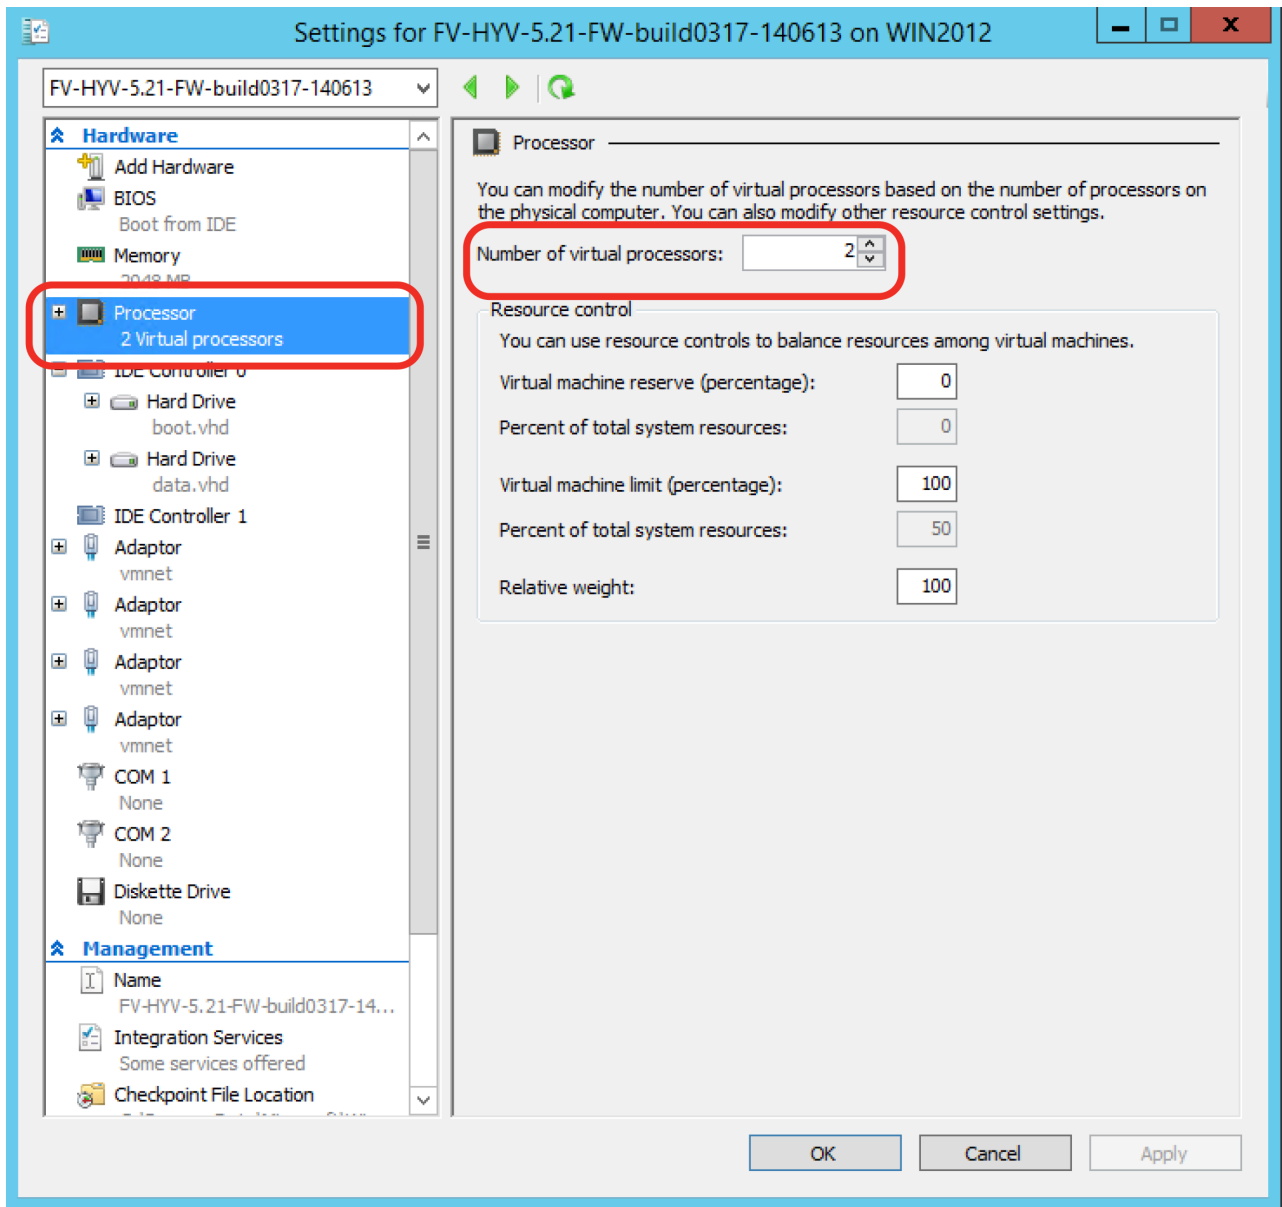 Settings for FV-HYV-5.21-FW-build0317-140613 on WIN2012
FV-HYV-5.21-FW-build0317-140613
Hardware
Add Hardware
BIOS
Boot from IDE
Memory
2048 MB
Processor
2 Virtual processors
IDE Controller 0
Hard Drive
boot.vhd
Hard Drive
data.vhd
IDE Controller 1
Adaptor
vmnet
Adaptor
vmnet
Adaptor
vmnet
Adaptor
vmnet
COM 1
None
COM 2
None
Diskette Drive
None
Management
Name
FV-HYV-5.21-FW-build0317-14...
Integration Services
Some services offered
Checkpoint File Location
Processor
You can modify the number of virtual processors based on the number of processors on
the physical computer. You can also modify other resource control settings.
Number of virtual processors: 2
Resource control
You can use resource controls to balance resources among virtual machines.
Virtual machine reserve (percentage): 0
Percent of total system resources: 0
Virtual machine limit (percentage): 100
Percent of total system resources: 50
Relative weight: 100
OK Cancel Apply